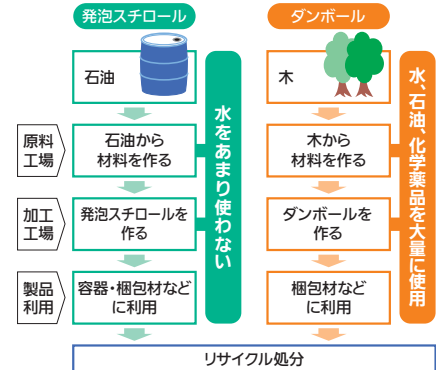 発泡スチロール
ダンボール
石油
木
原料
工場
石油から
材料を作る
木から
材料を作る
加工
工場
発泡スチロールを
作る
ダンボールを
作る
製品
利用
容器・梱包材など
に利用
梱包材など
に利用
水をあまり使わない
水、石油、化学薬品を大量に使用
リサイクル処分